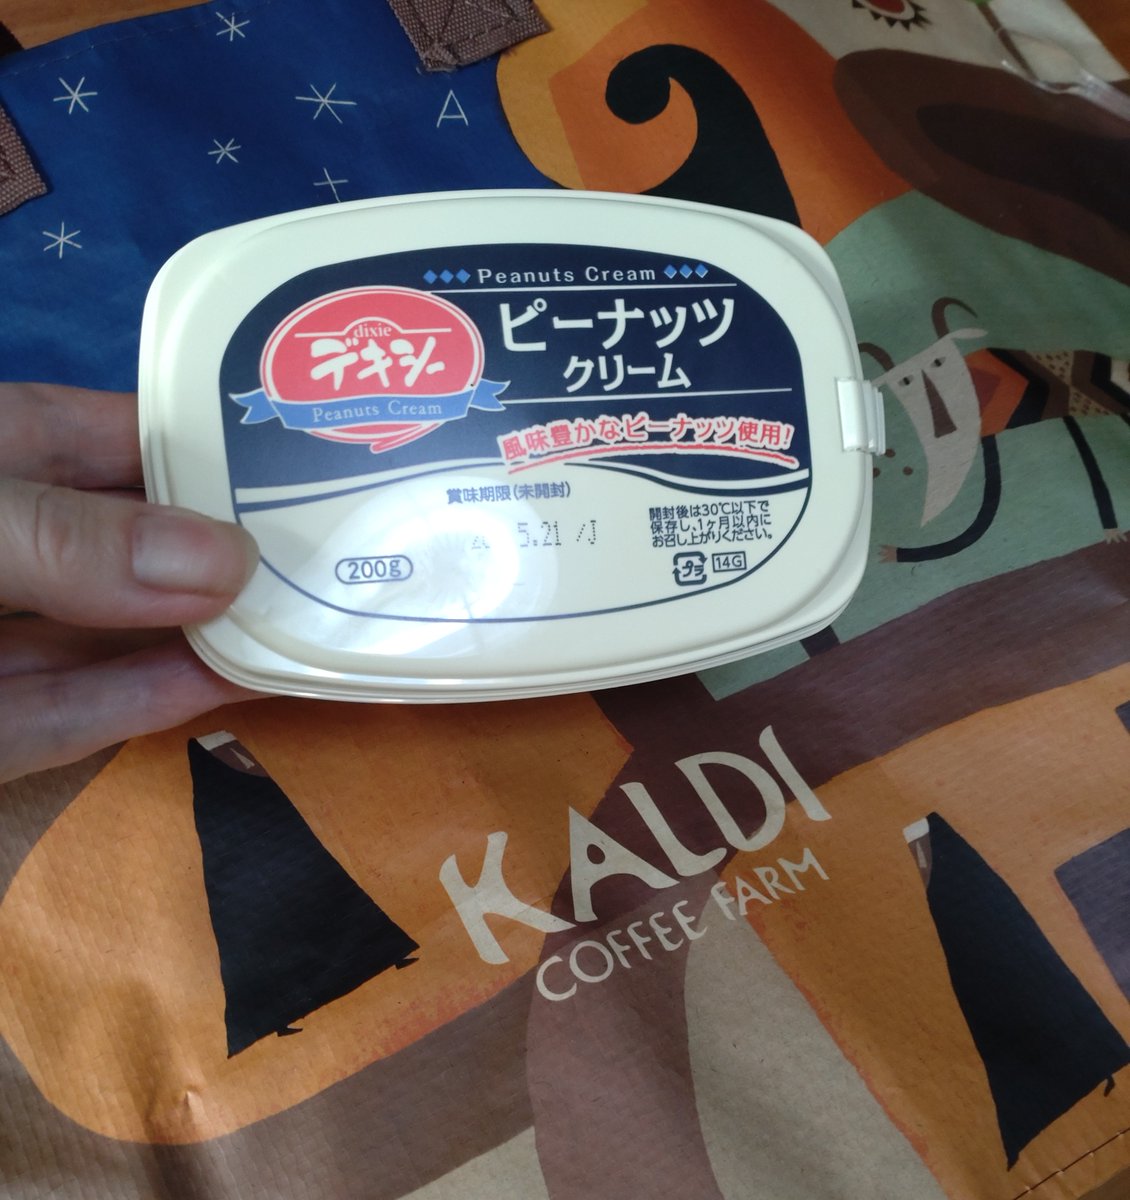 Peanuts Cream
dixie
デキシー
Peanuts Cream
ピーナッツ
クリーム
風味豊かなピーナッツ使用!
賞味期限(未開封)
5.21 /J
200g
開封後は30℃以下で
保存し、1ヶ月以内に
お召し上がりください。
プラ
14G
KALDI
COFFEE FARM